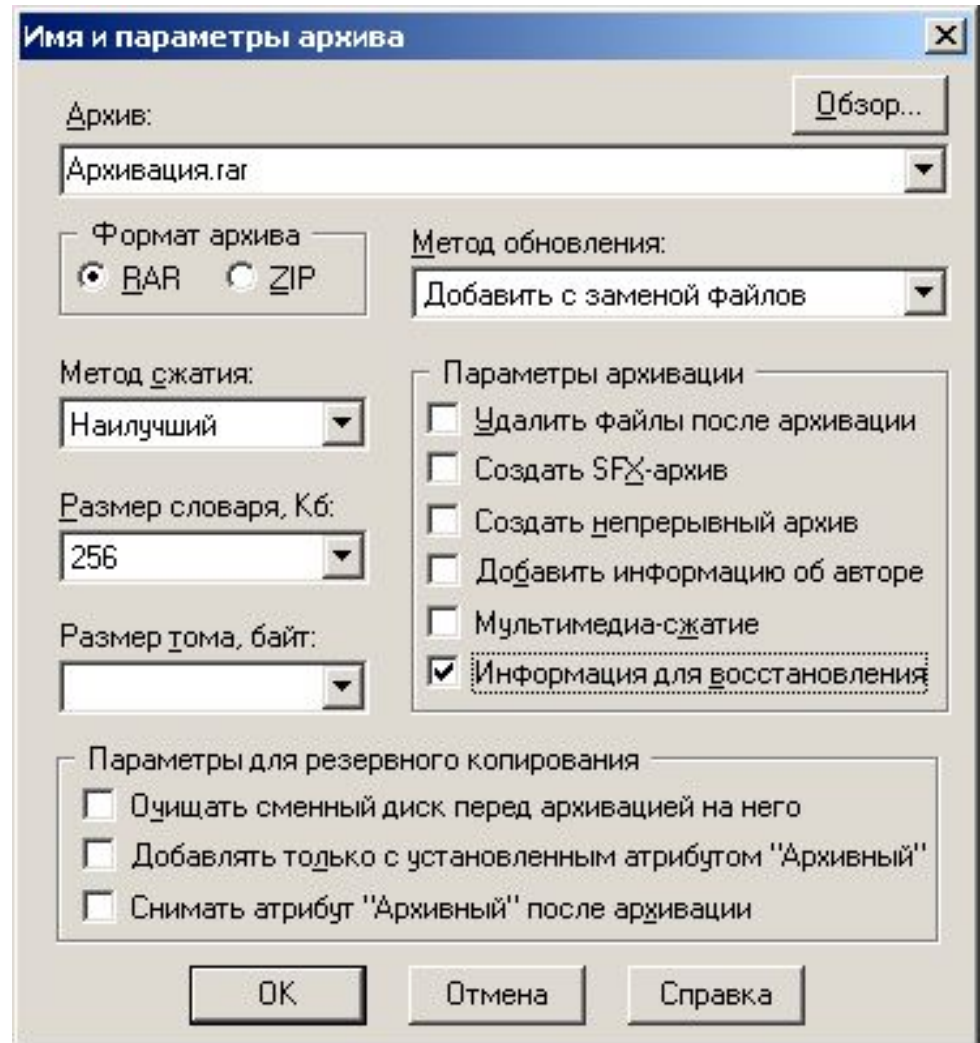 Имя и параметры архива
Обзор...
Архив:
Архивация.rar
Формат архива
RAR ZIP
Метод обновления:
Добавить с заменой файлов
Метод сжатия:
Наилучший
Размер словаря, Кб:
256
Размер тома, байт:
Параметры архивации
Удалить файлы после архивации
Создать SFX-архив
Создать непрерывный архив
Добавить информацию об авторе
Мультимедиа-сжатие
Информация для восстановления
Параметры для резервного копирования
Очищать сменный диск перед архивацией на него
Добавлять только с установленным атрибутом "Архивный"
Снимать атрибут "Архивный" после архивации
OK Отмена Справка